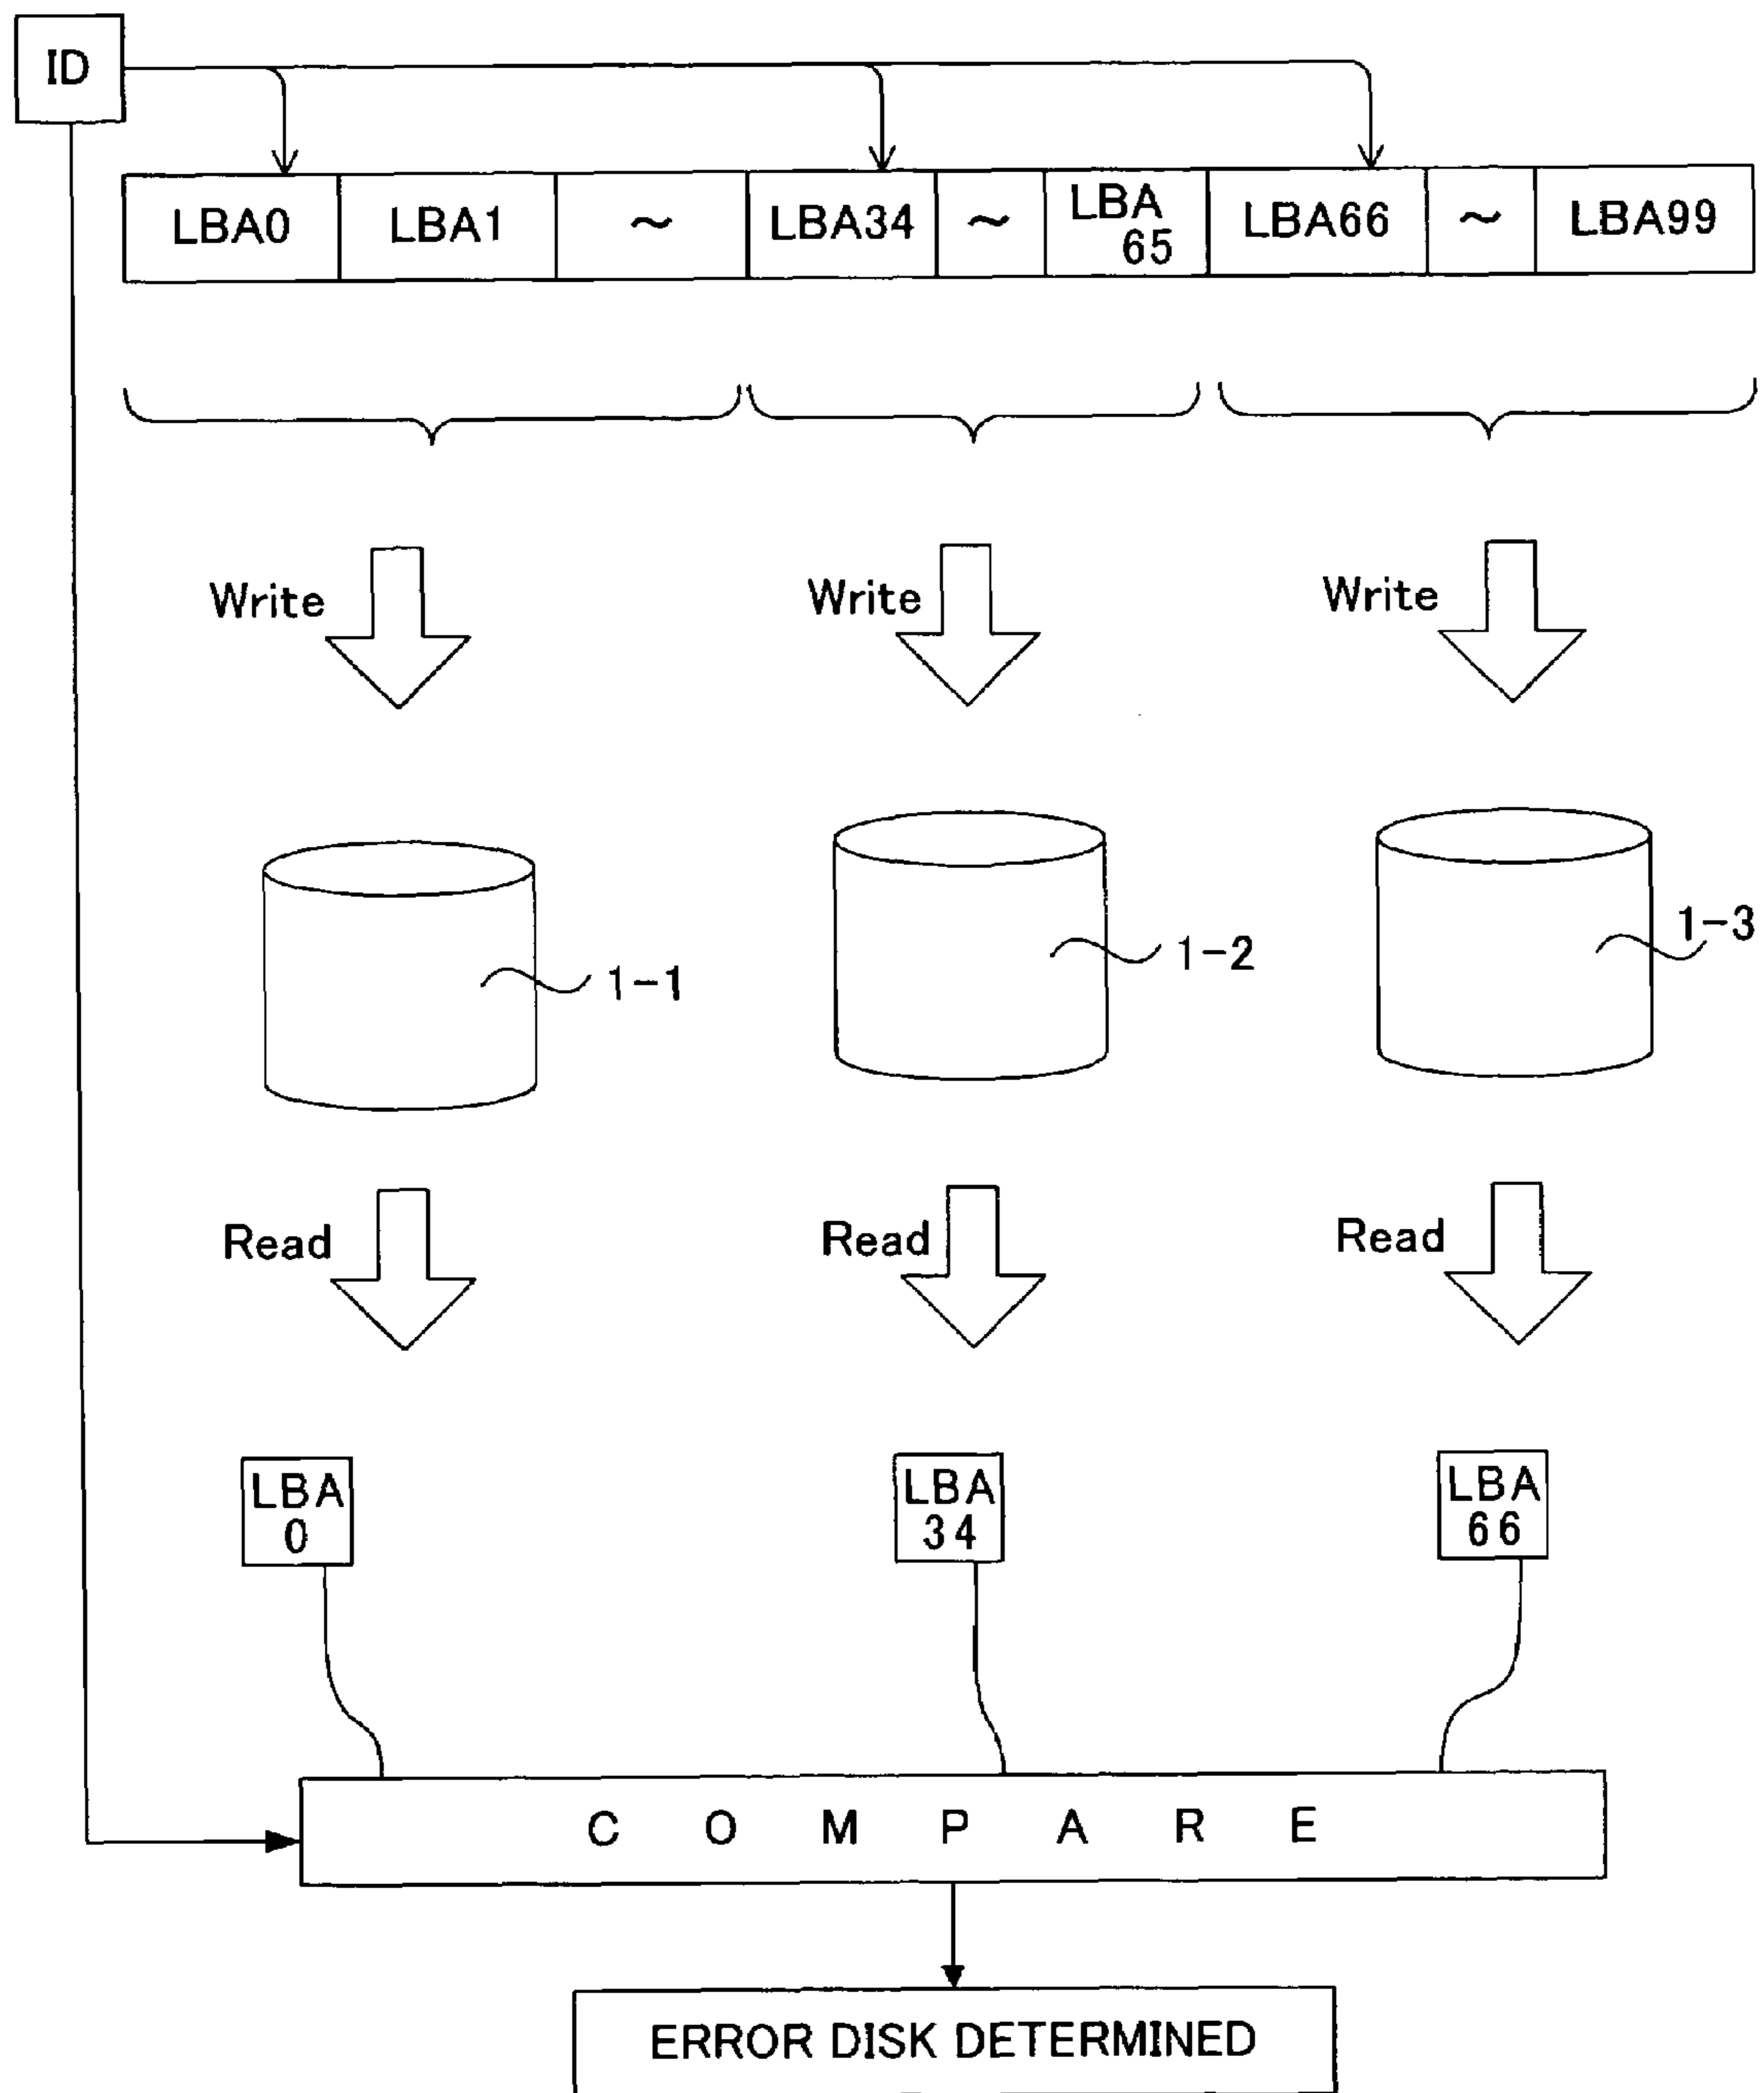 ID
LBA0 LBA1 ~ LBA34 ~ LBA 65 LBA66 ~ LBA99
Write Write Write
1-1 1-2 1-3
Read Read Read
LBA LBA LBA
0 34 66
COMPARE
ERROR DISK DETERMINED